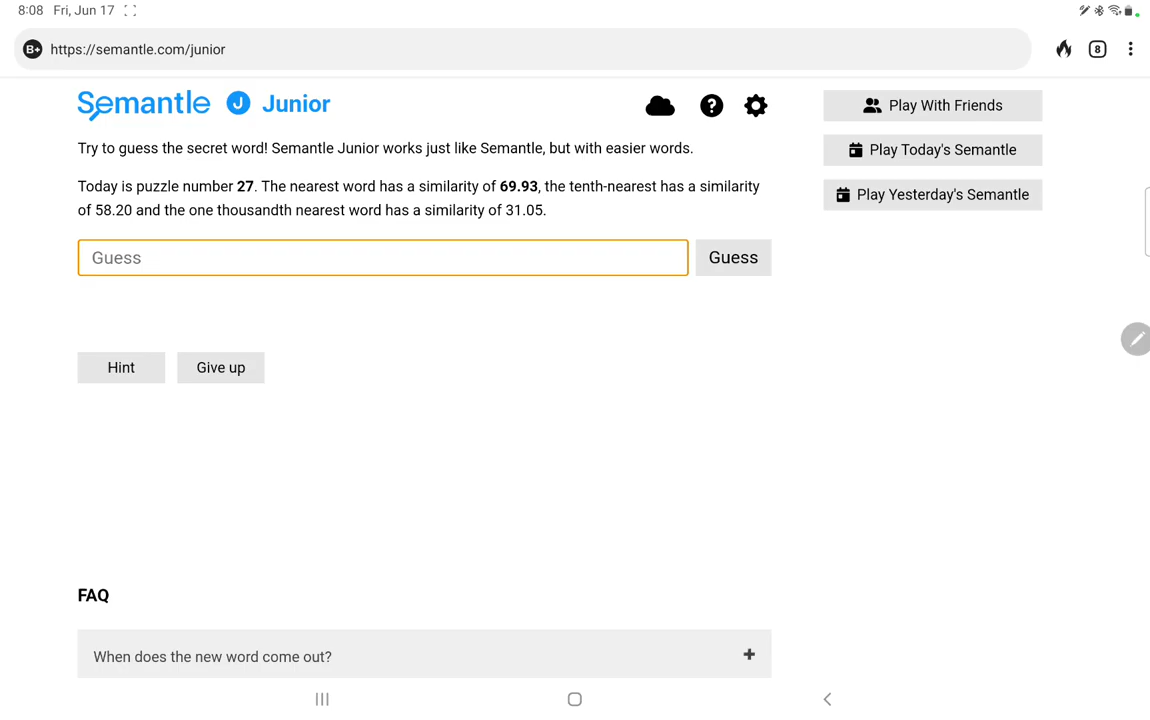 8:08 Fri, Jun 17
B+ https://semantle.com/junior 8
Semantle J Junior
Play With Friends
Try to guess the secret word! Semantle Junior works just like Semantle, but with easier words.
Play Today's Semantle
Today is puzzle number 27. The nearest word has a similarity of 69.93, the tenth-nearest has a similarity
Play Yesterday's Semantle
of 58.20 and the one thousandth nearest word has a similarity of 31.05.
Guess Guess
Hint Give up
FAQ
When does the new word come out? +